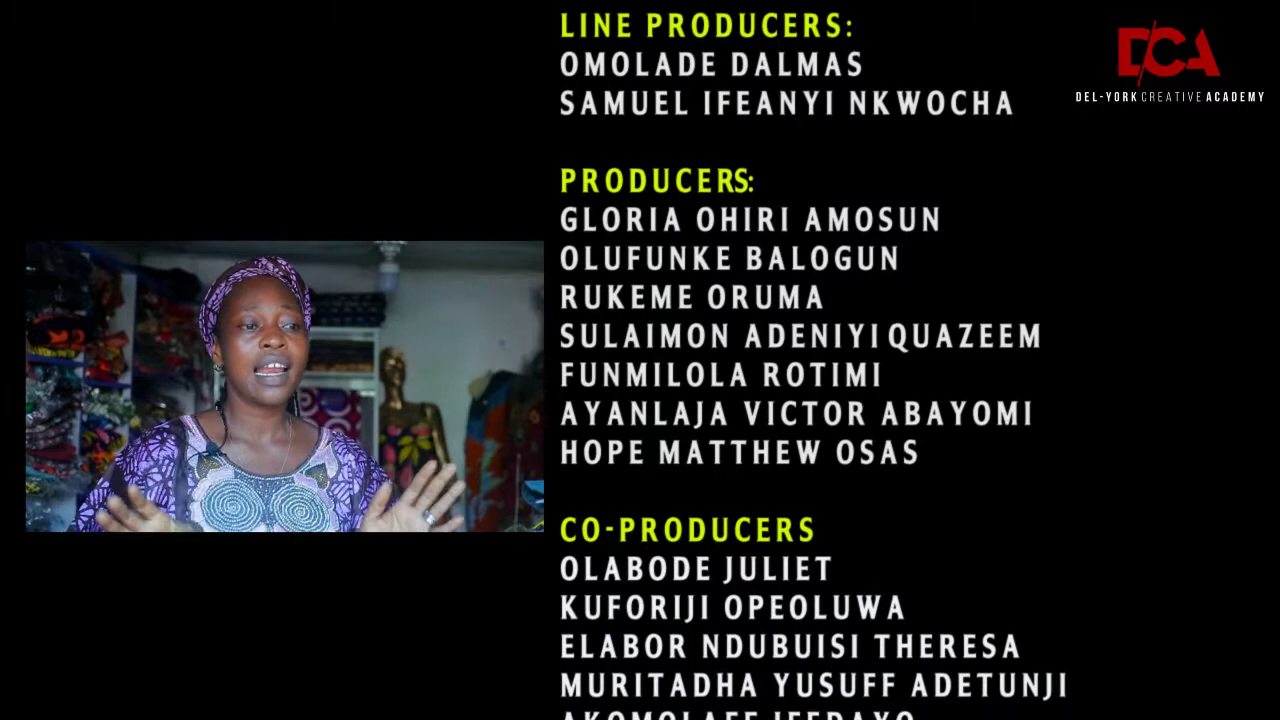 LINE PRODUCERS:
OMOLADE DALMAS
SAMUEL IFEANYI NKWOCHA
DCA
DEL-YORK CREATIVE ACADEMY
PRODUCERS:
GLORIA OHIRI AMOSUN
OLUFUNKE BALOGUN
RUKEME ORUMA
SULAIMON ADENIYI QUAZEEM
FUNMILOLA ROTIMI
AYANLAJA VICTOR ABAYOMI
HOPE MATTHEW OSAS
CO-PRODUCERS
OLABODE JULIET
KUFORIJI OPEOLUWA
ELABOR NDUBUISI THERESA
MURITADHA YUSUFF ADETUNJI